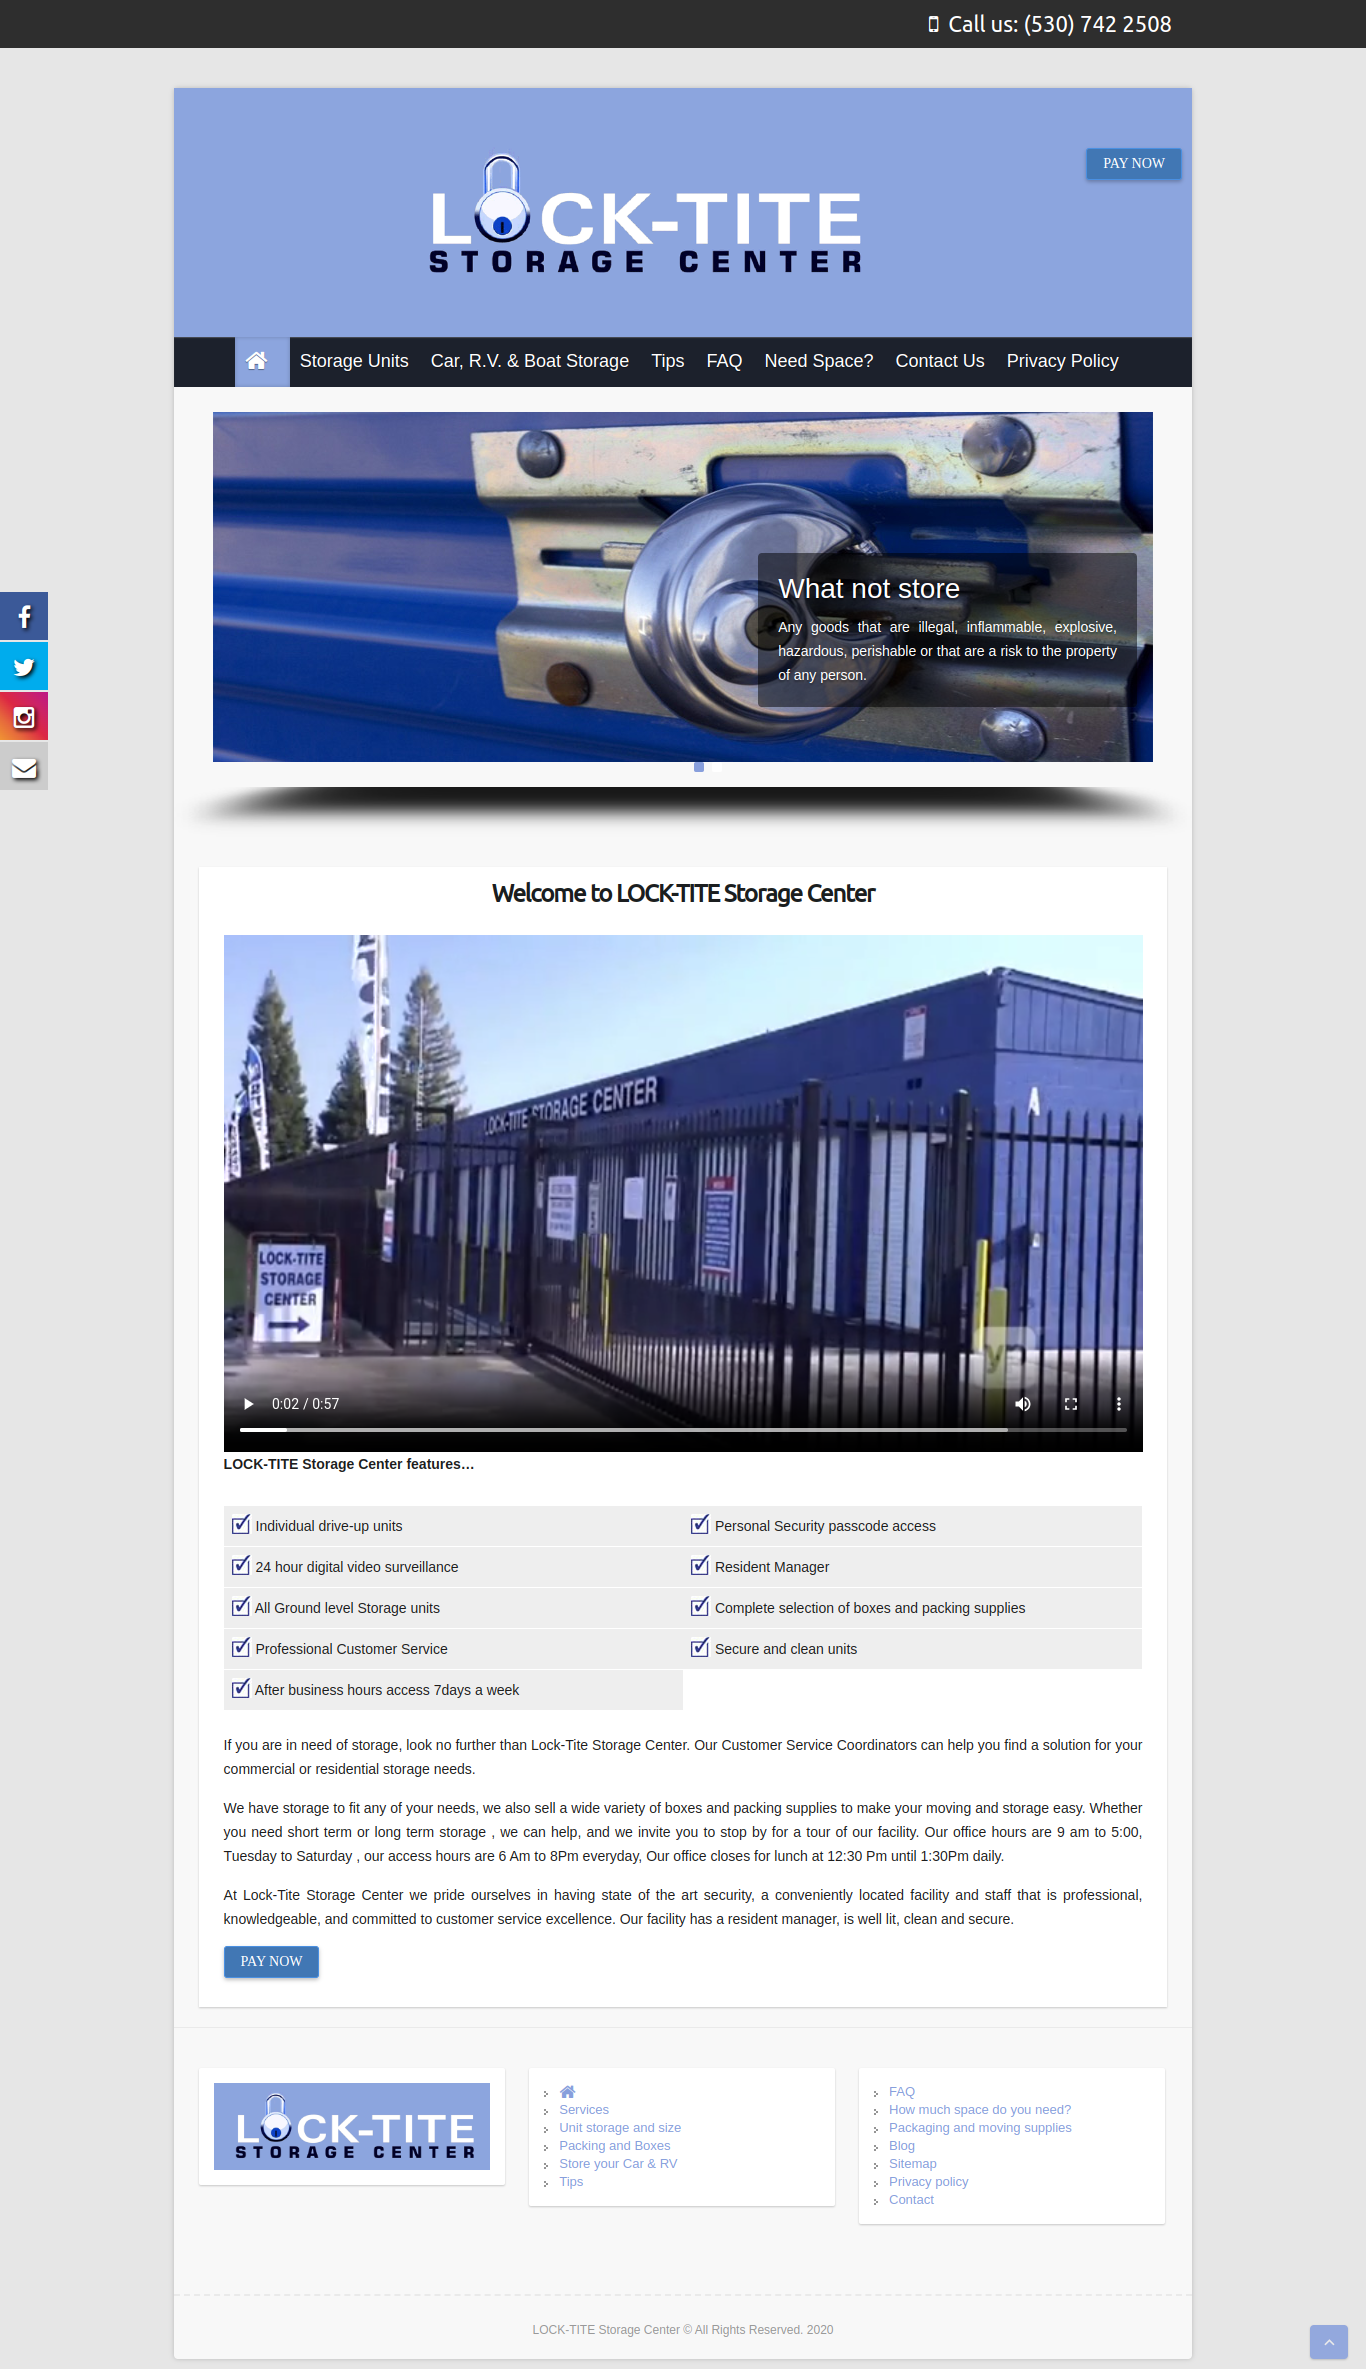 Call us: (530) 742 2508
PAY NOW
LOCK-TITE
STORAGE CENTER
Storage Units Car, R.V. & Boat Storage Tips FAQ Need Space? Contact Us Privacy Policy
What not store
Any goods that are illegal, inflammable, explosive,
hazardous, perishable or that are a risk to the property
of any person.
Welcome to LOCK-TITE Storage Center
LOCK-TITE STORAGE CENTER
A
LOCK-TITE
STORAGE
CENTER
0:02 / 0:57
LOCK-TITE Storage Center features…
Individual drive-up units
Personal Security passcode access
24 hour digital video surveillance
Resident Manager
All Ground level Storage units
Complete selection of boxes and packing supplies
Professional Customer Service
Secure and clean units
After business hours access 7days a week
If you are in need of storage, look no further than Lock-Tite Storage Center. Our Customer Service Coordinators can help you find a solution for your
commercial or residential storage needs.
We have storage to fit any of your needs, we also sell a wide variety of boxes and packing supplies to make your moving and storage easy. Whether
you need short term or long term storage , we can help, and we invite you to stop by for a tour of our facility. Our office hours are 9 am to 5:00,
Tuesday to Saturday , our access hours are 6 Am to 8Pm everyday, Our office closes for lunch at 12:30 Pm until 1:30Pm daily.
At Lock-Tite Storage Center we pride ourselves in having state of the art security, a conveniently located facility and staff that is professional,
knowledgeable, and committed to customer service excellence. Our facility has a resident manager, is well lit, clean and secure.
PAY NOW
LOCK-TITE
STORAGE CENTER
Services
Unit storage and size
Packing and Boxes
Store your Car & RV
Tips
FAQ
How much space do you need?
Packaging and moving supplies
Blog
Sitemap
Privacy policy
Contact
LOCK-TITE Storage Center © All Rights Reserved. 2020